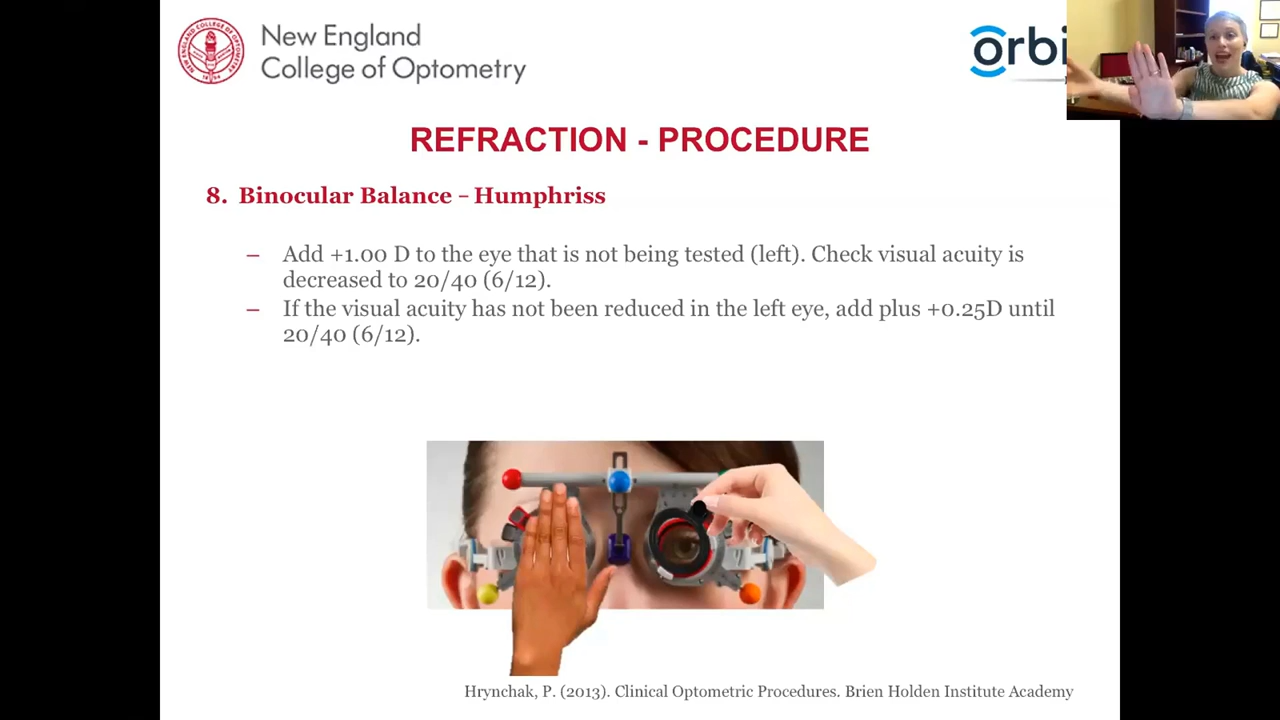 New England
College of Optometry
orbi
REFRACTION - PROCEDURE
8. Binocular Balance – Humphriss
– Add +1.00 D to the eye that is not being tested (left). Check visual acuity is
decreased to 20/40 (6/12).
– If the visual acuity has not been reduced in the left eye, add plus +0.25D until
20/40 (6/12).
Hrynchak, P. (2013). Clinical Optometric Procedures. Brien Holden Institute Academy